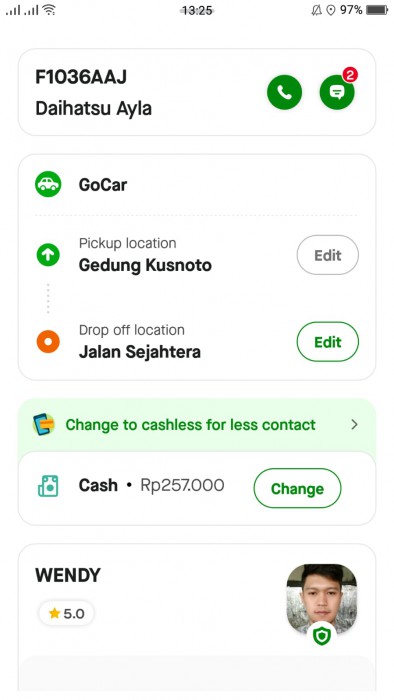 13:25
97%
F1036AAJ
Daihatsu Ayla
2
GoCar
Pickup location
Gedung Kusnoto
Edit
Drop off location
Jalan Sejahtera
Edit
Change to cashless for less contact
Cash • Rp257.000
Change
WENDY
5.0